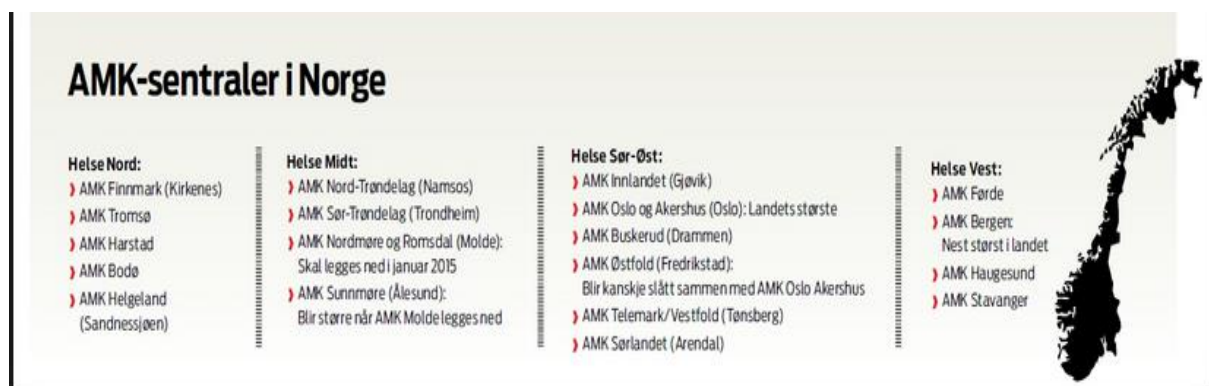 AMK-sentraler i Norge
Helse Nord:
❯ AMK Finnmark (Kirkenes)
❯ AMK Tromsø
❯ AMK Harstad
❯ AMK Bodø
❯ AMK Helgeland
(Sandnessjøen)
Helse Midt:
❯ AMK Nord-Trøndelag (Namsos)
❯ AMK Sør-Trøndelag (Trondheim)
❯ AMK Nordmøre og Romsdal (Molde):
Skal legges ned i januar 2015
❯ AMK Sunnmøre (Ålesund):
Blir større når AMK Molde legges ned
Helse Sør-Øst:
❯ AMK Innlandet (Gjøvik)
❯ AMK Oslo og Akershus (Oslo): Landets største
❯ AMK Buskerud (Drammen)
❯ AMK Østfold (Fredrikstad):
Blir kanskje slått sammen med AMK Oslo Akershus
❯ AMK Telemark/Vestfold (Tønsberg)
❯ AMK Sørlandet (Arendal)
Helse Vest:
❯ AMK Førde
❯ AMK Bergen:
Nest størst i landet
❯ AMK Haugesund
❯ AMK Stavanger